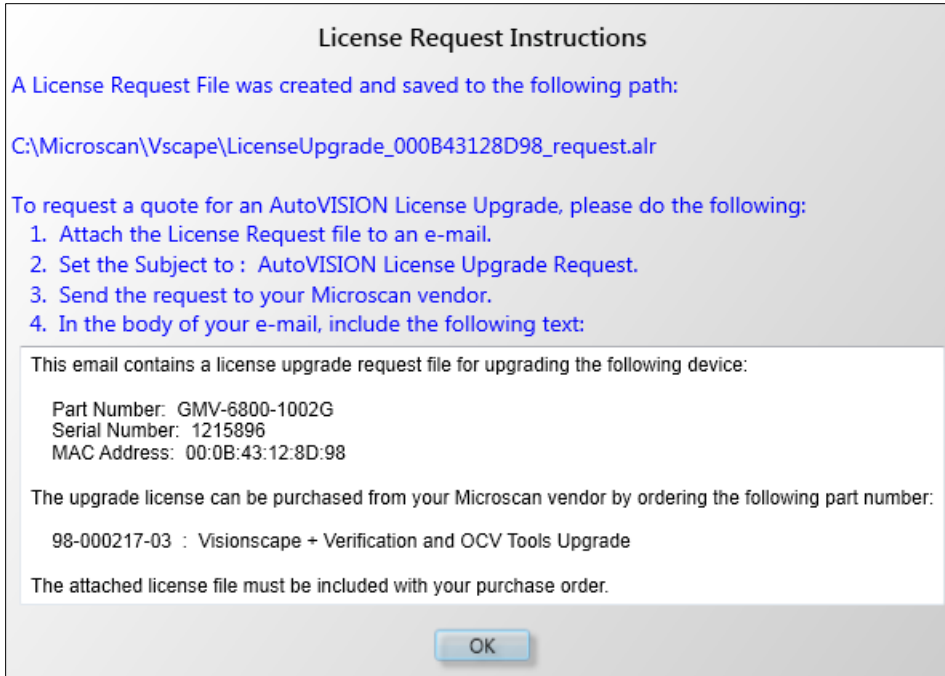 License Request Instructions
A License Request File was created and saved to the following path:
C:\Microscan\Vscape\LicenseUpgrade_000B43128D98_request.alr
To request a quote for an AutoVISION License Upgrade, please do the following:
1. Attach the License Request file to an e-mail.
2. Set the Subject to : AutoVISION License Upgrade Request.
3. Send the request to your Microscan vendor.
4. In the body of your e-mail, include the following text:
This email contains a license upgrade request file for upgrading the following device:
Part Number: GMV-6800-1002G
Serial Number: 1215896
MAC Address: 00:0B:43:12:8D:98
The upgrade license can be purchased from your Microscan vendor by ordering the following part number:
98-000217-03 : Visionscape + Verification and OCV Tools Upgrade
The attached license file must be included with your purchase order.
OK